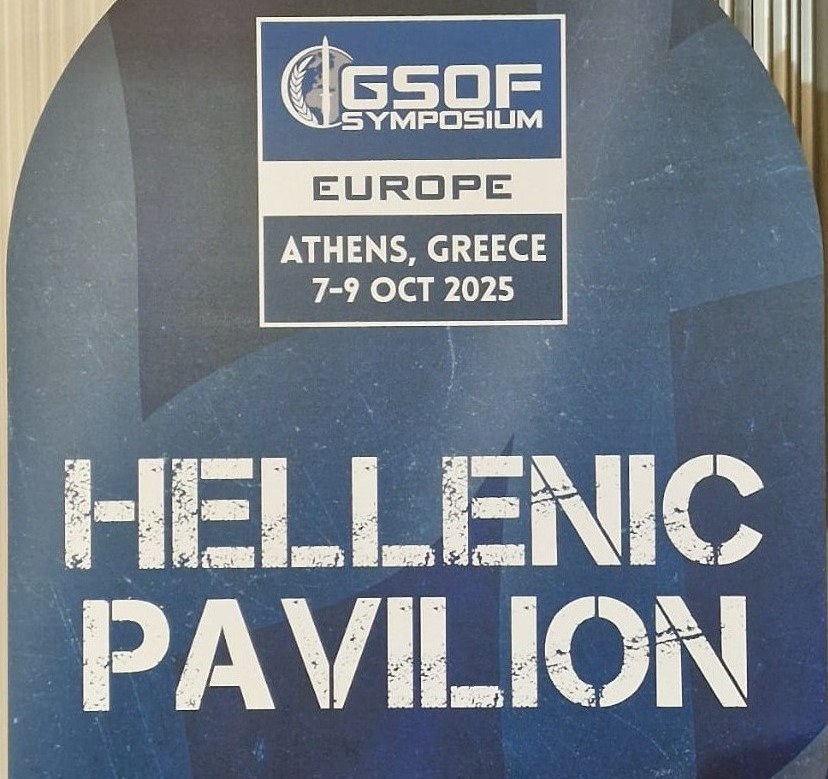 GSOF
SYMPOSIUM
EUROPE
ATHENS, GREECE
7-9 OCT 2025
HELLENIC
PAVILION